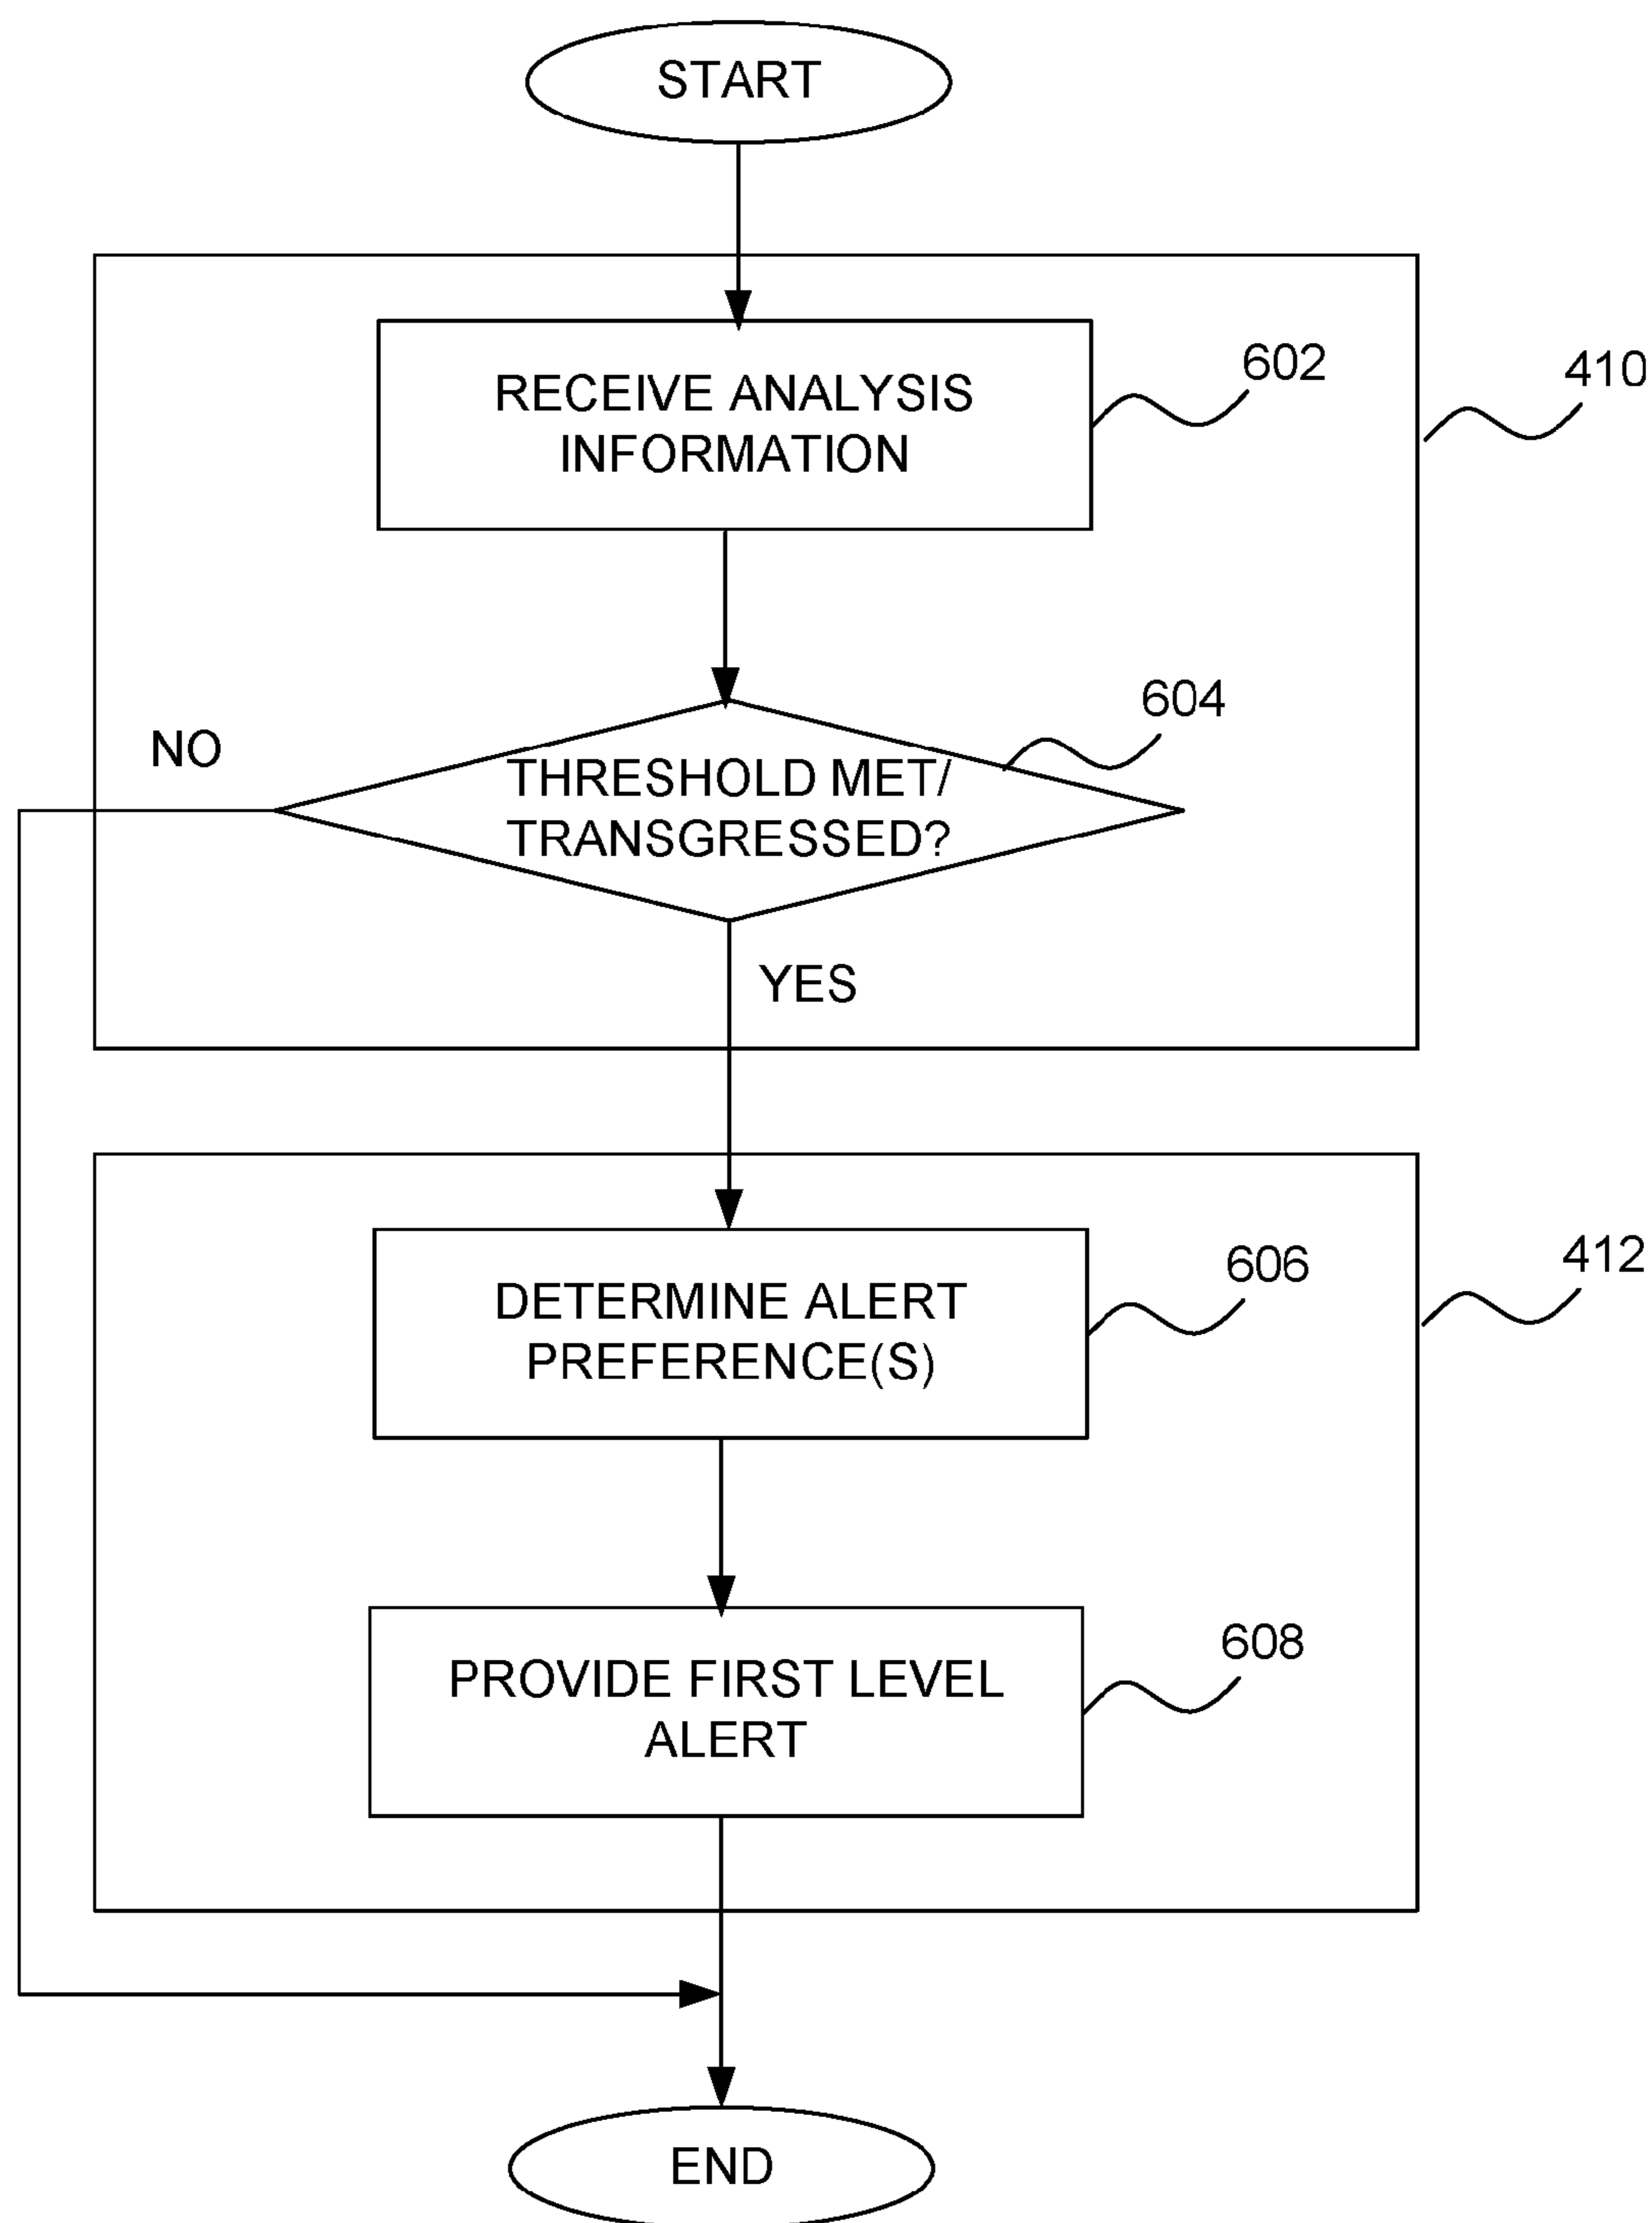 START
RECEIVE ANALYSIS
INFORMATION
602
410
604
NO
THRESHOLD MET/
TRANSGRESSED?
YES
DETERMINE ALERT
PREFERENCE(S)
606
412
PROVIDE FIRST LEVEL
ALERT
608
END